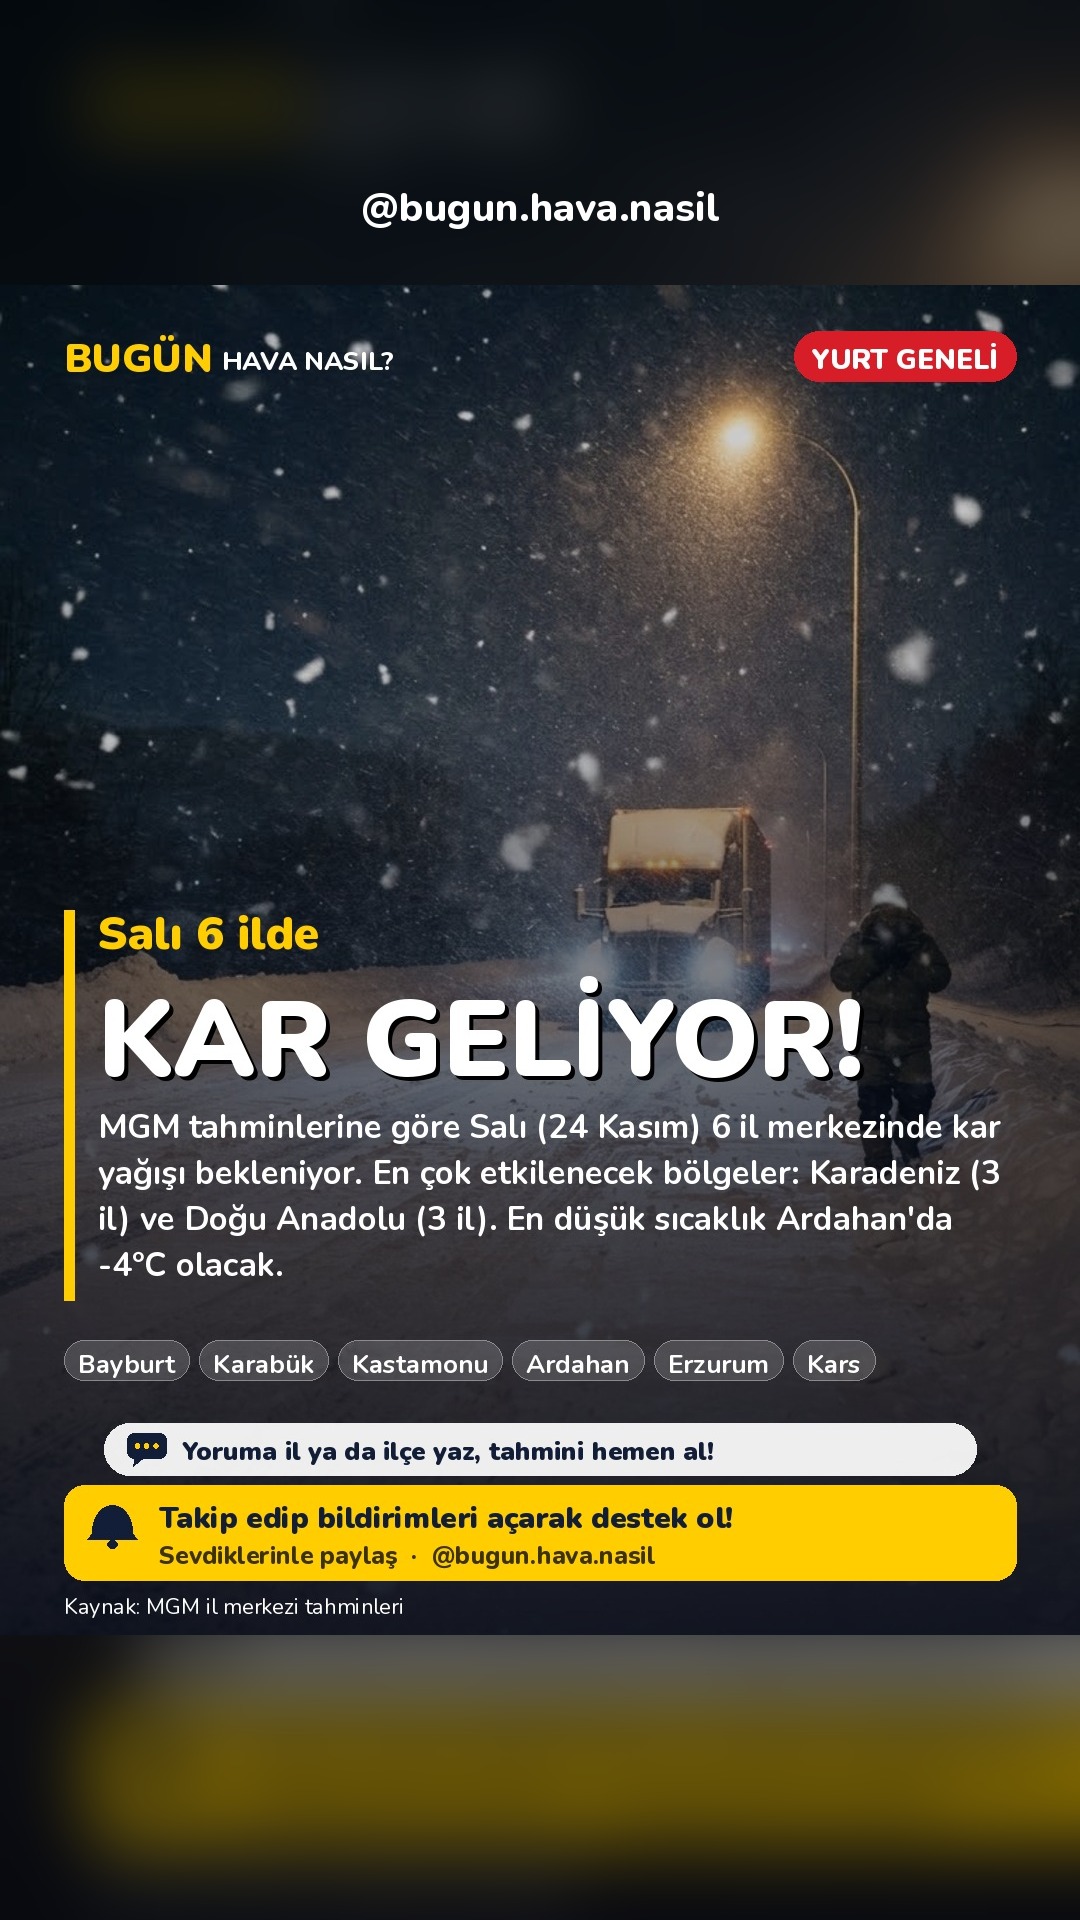 @bugun.hava.nasil
BUGÜN HAVA NASIL?
YURT GENELİ
Salı 6 ilde
KAR GELİYOR!
MGM tahminlerine göre Salı (24 Kasım) 6 il merkezinde kar
yağışı bekleniyor. En çok etkilenecek bölgeler: Karadeniz (3
il) ve Doğu Anadolu (3 il). En düşük sıcaklık Ardahan'da
-4°C olacak.
Bayburt Karabük Kastamonu Ardahan Erzurum Kars
Yoruma il ya da ilçe yaz, tahmini hemen al!
Takip edip bildirimleri açarak destek ol!
Sevdiklerinle paylaş · @bugun.hava.nasil
Kaynak: MGM il merkezi tahminleri